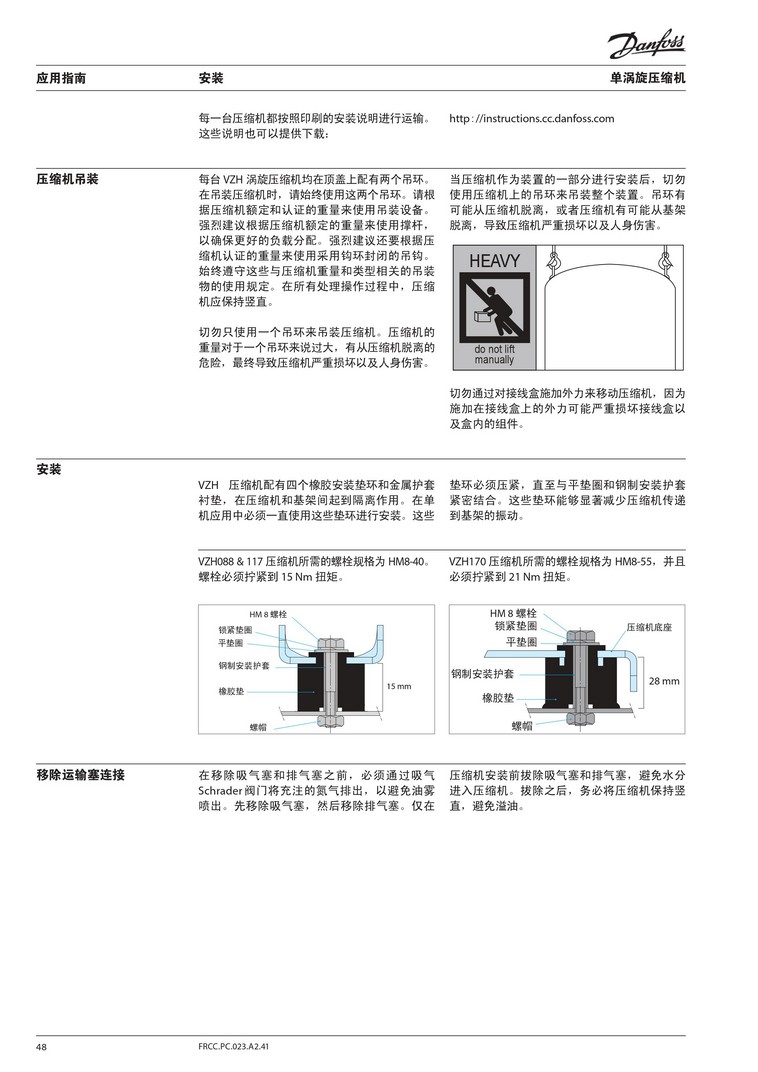 Danfoss
应用指南
安装
单涡旋压缩机
每一台压缩机都按照印刷的安装说明进行运输。
这些说明也可以提供下载:
http://instructions.cc.danfoss.com
压缩机吊装
每台 VZH 涡旋压缩机均在顶盖上配有两个吊环。
在吊装压缩机时，请始终使用这两个吊环。请根
据压缩机额定和认证的重量来使用吊装设备。
强烈建议根据压缩机额定的重量来使用撑杆，
以确保更好的负载分配。强烈建议还要根据压
缩机认证的重量来使用采用钩环封闭的吊钩。
始终遵守这些与压缩机重量和类型相关的吊装
物的使用规定。在所有处理操作过程中，压缩
机应保持竖直。
切勿只使用一个吊环来吊装压缩机。压缩机的
重量对于一个吊环来说过大，有从压缩机脱离的
危险，最终导致压缩机严重损坏以及人身伤害。
当压缩机作为装置的一部分进行安装后，切勿
使用压缩机上的吊环来吊装整个装置。吊环有
可能从压缩机脱离，或者压缩机有可能从基架
脱离，导致压缩机严重损坏以及人身伤害。
HEAVY
do not lift
manually
切勿通过对接线盒施加外力来移动压缩机，因为
施加在接线盒上的外力可能严重损坏接线盒以
及盒内的组件。
安装
VZH 压缩机配有四个橡胶安装垫环和金属护套
衬垫，在压缩机和基架间起到隔离作用。在单
机应用中必须一直使用这些垫环进行安装。这些
垫环必须压紧，直至与平垫圈和钢制安装护套
紧密结合。这些垫环能够显著减少压缩机传递
到基架的振动。
VZH088 & 117 压缩机所需的螺栓规格为 HM8-40。
螺栓必须拧紧到 15 Nm 扭矩。
VZH170 压缩机所需的螺栓规格为 HM8-55，并且
必须拧紧到 21 Nm 扭矩。
HM 8 螺栓
锁紧垫圈
平垫圈
钢制安装护套
橡胶垫
15 mm
螺帽
HM 8 螺栓
锁紧垫圈
压缩机底座
平垫圈
钢制安装护套
28 mm
橡胶垫
螺帽
移除运输塞连接
在移除吸气塞和排气塞之前，必须通过吸气
Schrader 阀门将充注的氮气排出，以避免油雾
喷出。先移除吸气塞，然后移除排气塞。仅在
压缩机安装前拔除吸气塞和排气塞，避免水分
进入压缩机。拔除之后，务必将压缩机保持竖
直，避免溢油。
48
FRCC.PC.023.A2.41